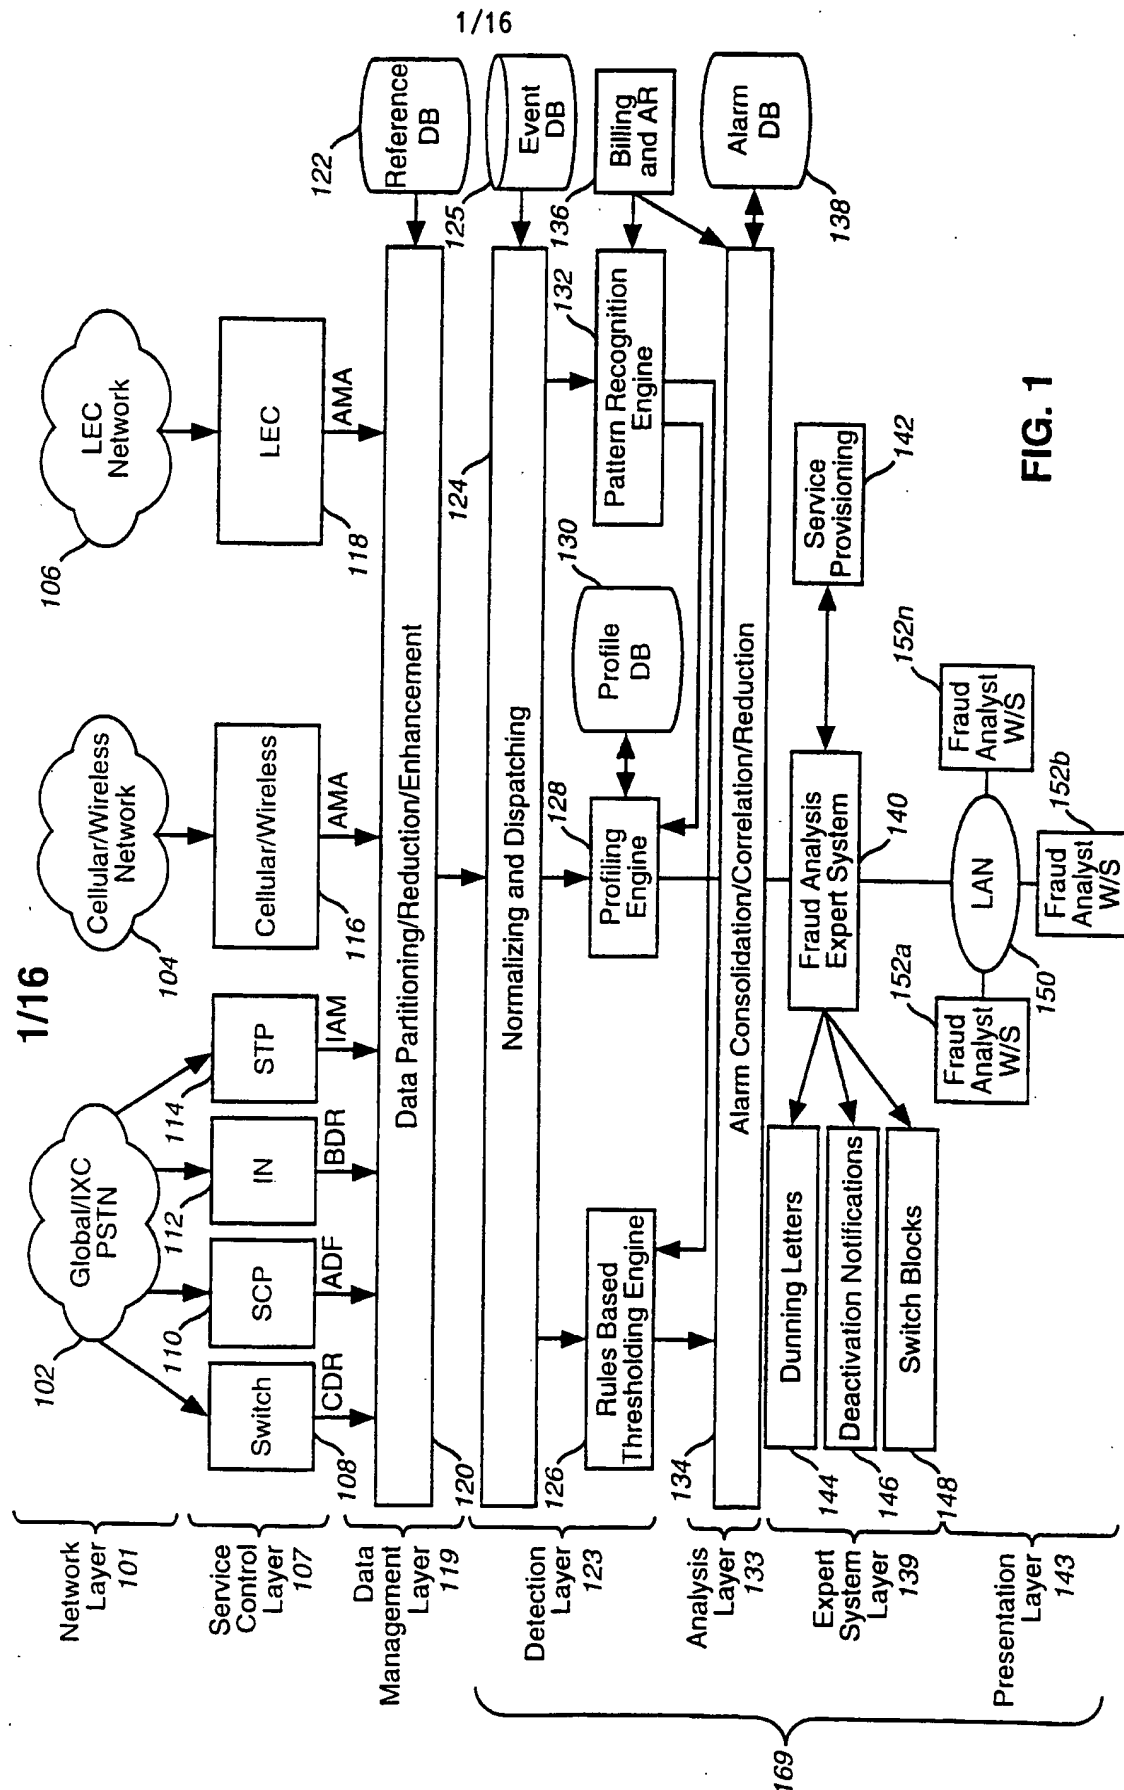 1/16
1/16
Network
Layer
101
Global/IXC
PSTN
102
Cellular/Wireless
Network
104
LEC
Network
106
Service
Control
Layer
107
Switch
108
CDR
SCP
110
ADF
IN
112
BDR
STP
114
IAM
Cellular/Wireless
116
AMA
LEC
118
AMA
Data
Management
Layer 119
Data Partitioning/Reduction/Enhancement
120
Reference
DB
122
Detection
Layer 123
Normalizing and Dispatching
124
Event
DB
125
Rules Based
Thresholding Engine
126
Profiling
Engine
128
Profile
DB
130
Pattern Recognition
Engine
132
Billing
and AR
136
Analysis
Layer
133
Alarm Consolidation/Correlation/Reduction
134
Alarm
DB
138
Expert
System
Layer
139
Dunning Letters
144
Deactivation Notifications
146
Switch Blocks
148
Fraud Analysis
Expert System
140
Service
Provisioning
142
Presentation
Layer
143
LAN
150
Fraud
Analyst
W/S
152a
Fraud
Analyst
W/S
152b
Fraud
Analyst
W/S
152n
169
FIG. 1